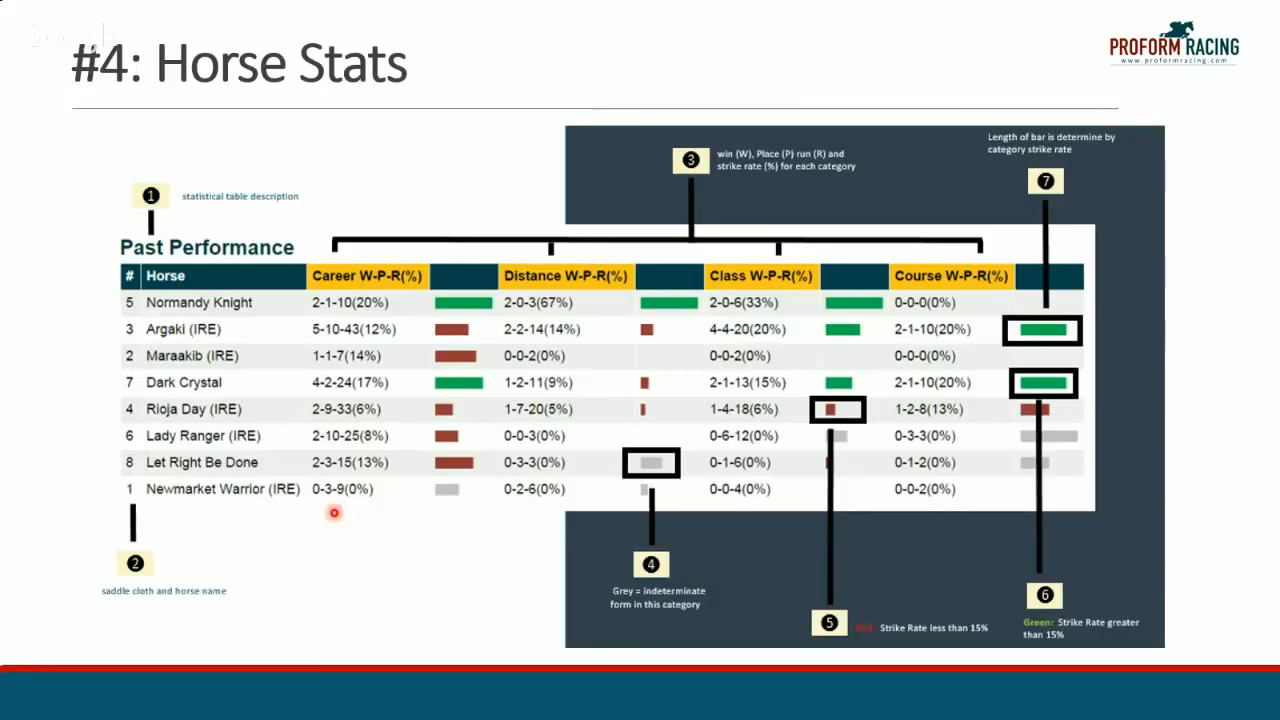 Google
#4: Horse Stats
PROFORM RACING
www.proformracing.com
Length of bar is determine by
category strike rate
7
3
win (W), Place (P) run (R) and
strike rate (%) for each category
1
statistical table description
Past Performance
# Horse Career W-P-R(%) Distance W-P-R(%) Class W-P-R(%) Course W-P-R(%)
5 Normandy Knight 2-1-10(20%) 2-0-3(67%) 2-0-6(33%) 0-0-0(0%)
3 Argaki (IRE) 5-10-43(12%) 2-2-14(14%) 4-4-20(20%) 2-1-10(20%)
2 Maraakib (IRE) 1-1-7(14%) 0-0-2(0%) 0-0-2(0%) 0-0-0(0%)
7 Dark Crystal 4-2-24(17%) 1-2-11(9%) 2-1-13(15%) 2-1-10(20%)
4 Rioja Day (IRE) 2-9-33(6%) 1-7-20(5%) 1-4-18(6%) 1-2-8(13%)
6 Lady Ranger (IRE) 2-10-25(8%) 0-0-3(0%) 0-6-12(0%) 0-3-3(0%)
8 Let Right Be Done 2-3-15(13%) 0-3-3(0%) 0-1-6(0%) 0-1-2(0%)
1 Newmarket Warrior (IRE) 0-3-9(0%) 0-2-6(0%) 0-0-4(0%) 0-0-2(0%)
2
saddle cloth and horse name
4
Grey = indeterminate
form in this category
5
Red: Strike Rate less than 15%
6
Green: Strike Rate greater
than 15%